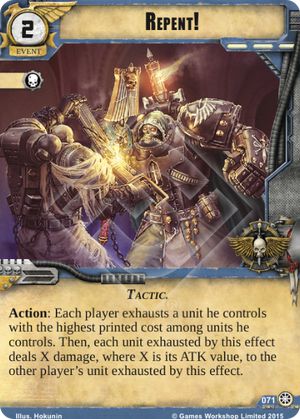 2
EVENT
REPENT!
TACTIC.
Action: Each player exhausts a unit he controls
with the highest printed cost among units he
controls. Then, each unit exhausted by this effect
deals X damage, where X is its ATK value, to the
other player's unit exhausted by this effect.
071
Illus. Hokunin
© Games Workshop Limited 2015